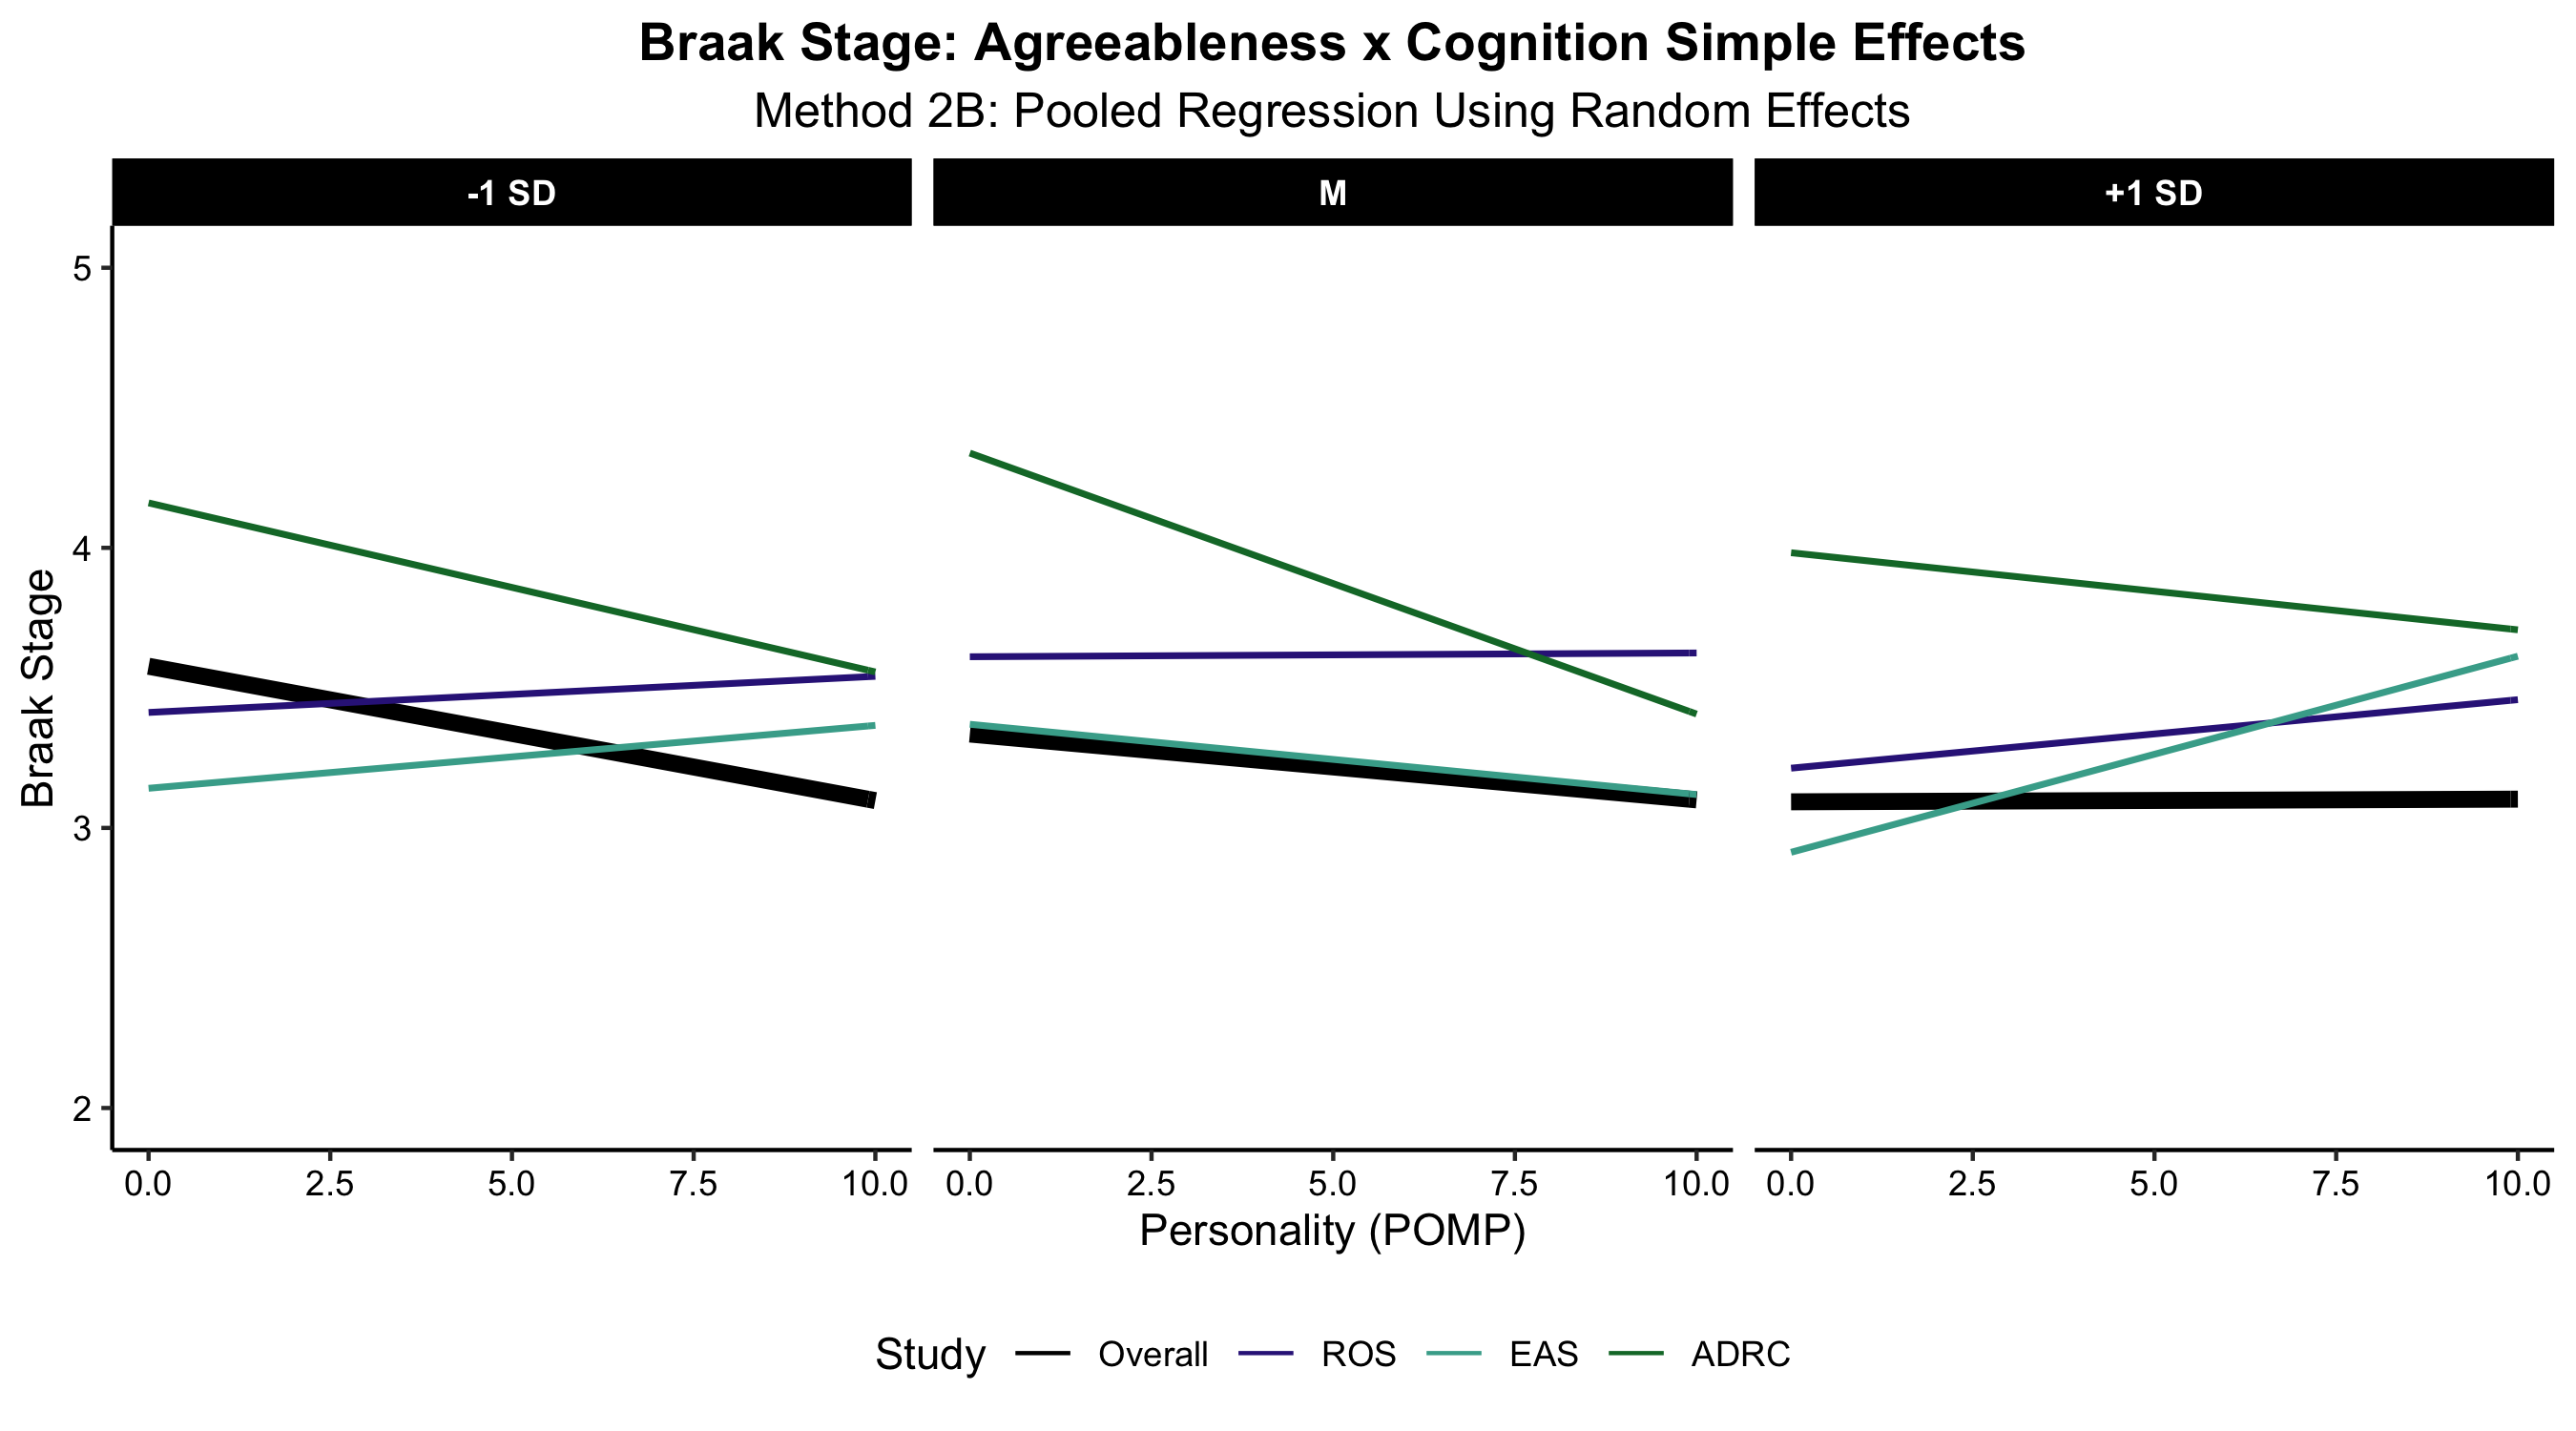 Braak Stage: Agreeableness x Cognition Simple Effects
Method 2B: Pooled Regression Using Random Effects
-1 SD M +1 SD
Braak Stage
5
4
3
2
0.0 2.5 5.0 7.5 10.0 0.0 2.5 5.0 7.5 10.0 0.0 2.5 5.0 7.5 10.0
Personality (POMP)
Study Overall ROS EAS ADRC